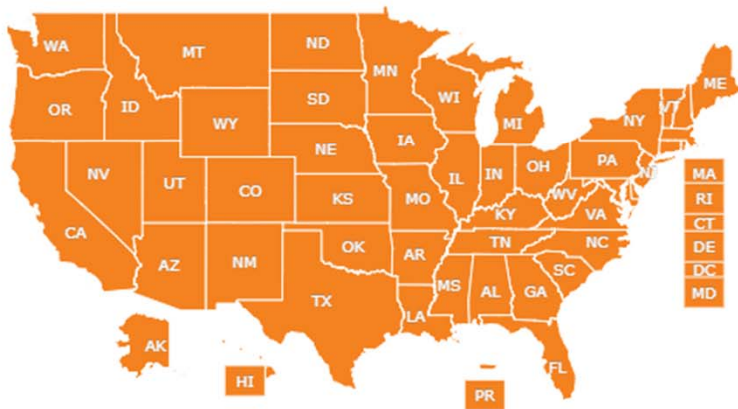 WA
MT
ND
MN
ME
OR
ID
SD
WI
VT
NY
WY
MI
IA
NE
PA
NV
UT
CO
IL
IN
OH
NJ
MA
KS
MO
WV
RI
CA
KY
VA
CT
AZ
NM
OK
AR
TN
NC
DE
SC
DC
TX
MS
AL
GA
MD
LA
AK
FL
HI
PR